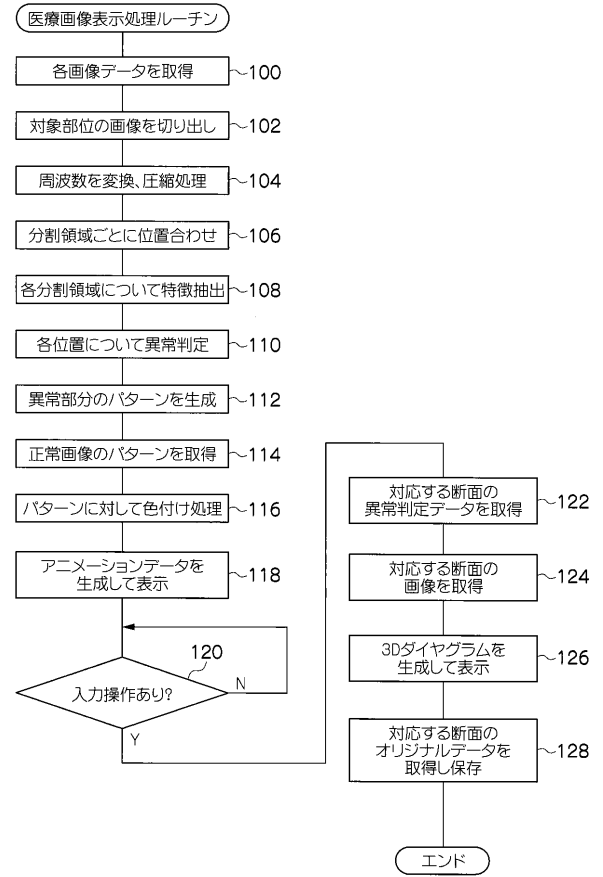 医療画像表示処理ルーチン
各画像データを取得
100
対象部位の画像を切り出し
102
周波数を変換、圧縮処理
104
分割領域ごとに位置合わせ
106
各分割領域について特徴抽出
108
各位置について異常判定
110
異常部分のパターンを生成
112
正常画像のパターンを取得
114
パターンに対して色付け処理
116
アニメーションデータを
生成して表示
118
120
入力操作あり?
N
Y
対応する断面の
異常判定データを取得
122
対応する断面の
画像を取得
124
3Dダイヤグラムを
生成して表示
126
対応する断面の
オリジナルデータを
取得し保存
128
エンド